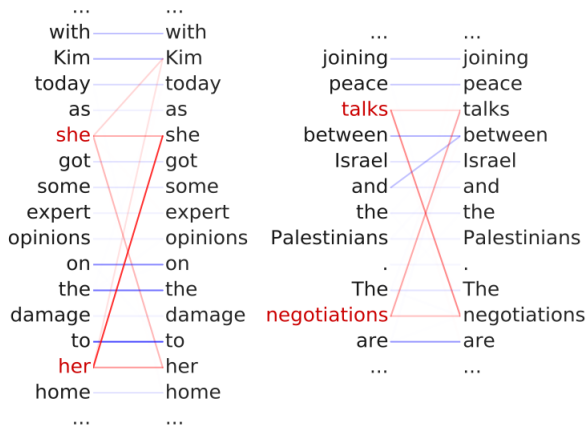 ... ...
with with
Kim Kim
today today
as as
she she
got got
some some
expert expert
opinions opinions
on on
the the
damage damage
to to
her her
home home
... ...
... ...
joining joining
peace peace
talks talks
between between
Israel Israel
and and
the the
Palestinians Palestinians
. .
The The
negotiations negotiations
are are
... ...